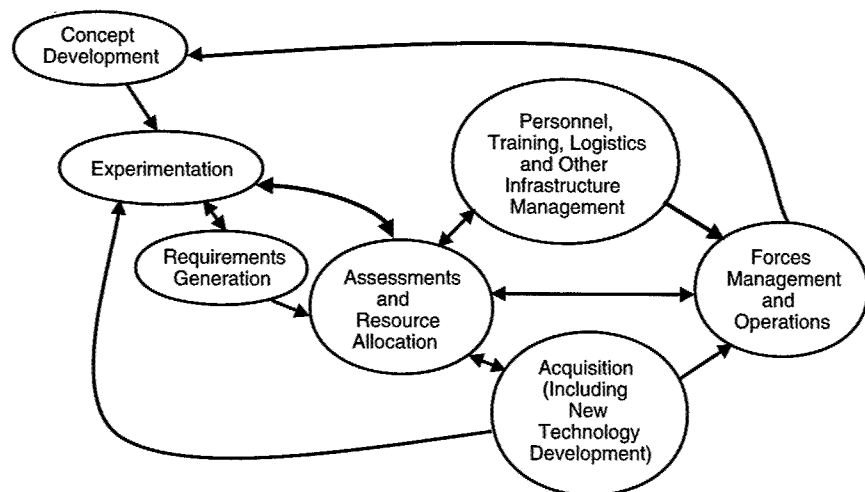 Concept
Development
Experimentation
Requirements
Generation
Assessments
and
Resource
Allocation
Personnel,
Training, Logistics
and Other
Infrastructure
Management
Forces
Management
and
Operations
Acquisition
(Including
New
Technology
Development)